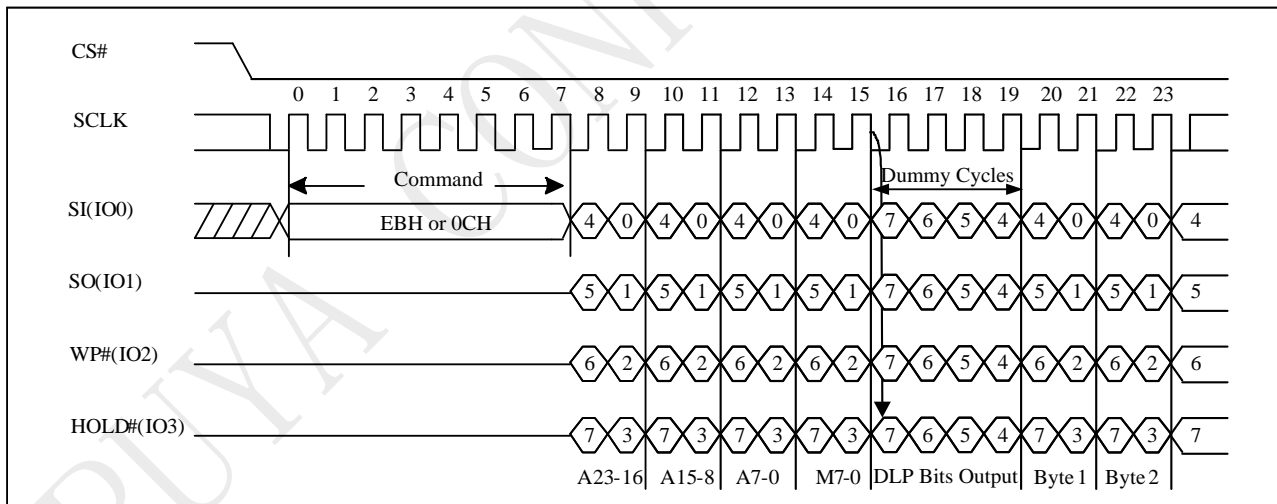 CS#
0 1 2 3 4 5 6 7 8 9 10 11 12 13 14 15 16 17 18 19 20 21 22 23
SCLK
Command
Dummy Cycles
SI(IO0)
EBH or 0CH
4 0 4 0 4 0 4 0 7 6 5 4 4 0 4 0 4
SO(IO1)
5 1 5 1 5 1 5 1 7 6 5 4 5 1 5 1 5
WP#(IO2)
6 2 6 2 6 2 6 2 7 6 5 4 6 2 6 2 6
HOLD#(IO3)
7 3 7 3 7 3 7 3 7 6 5 4 7 3 7 3 7
A23-16 A15-8 A7-0 M7-0 DLP Bits Output Byte 1 Byte 2
PUYA CONF